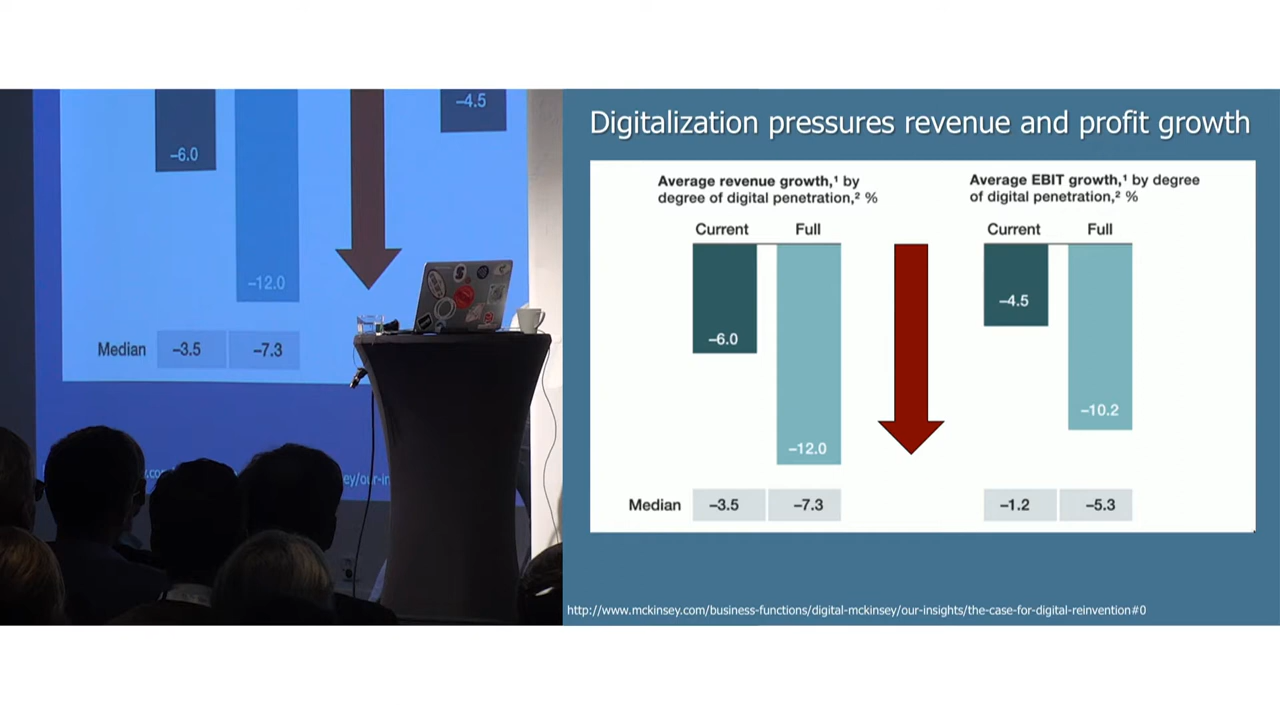 –4.5
–6.0
–12.0
Median –3.5 –7.3
sey/our-in
Digitalization pressures revenue and profit growth
Average revenue growth,¹ by
degree of digital penetration,² %
Current Full
–6.0
–12.0
Median –3.5 –7.3
Average EBIT growth,¹ by degree
of digital penetration,² %
Current Full
–4.5
–10.2
–1.2 –5.3
http://www.mckinsey.com/business-functions/digital-mckinsey/our-insights/the-case-for-digital-reinvention#0